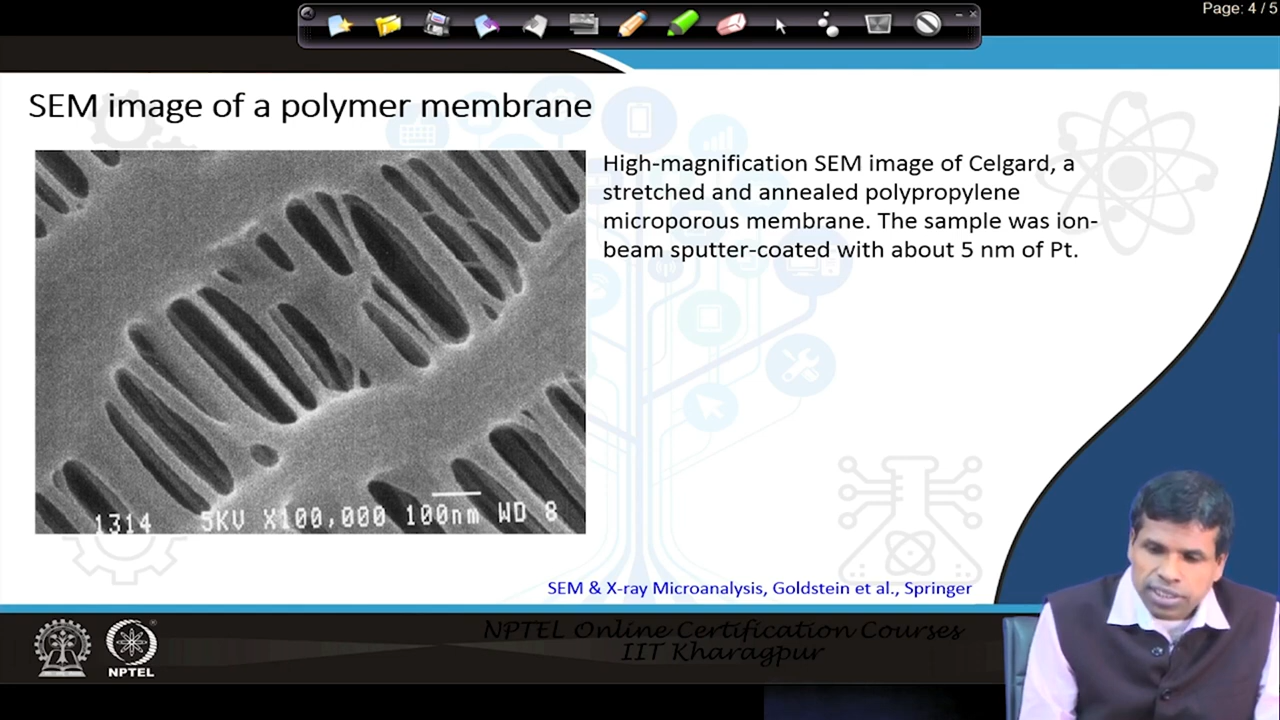 Page: 4 / 5
SEM image of a polymer membrane
High-magnification SEM image of Celgard, a
stretched and annealed polypropylene
microporous membrane. The sample was ion-
beam sputter-coated with about 5 nm of Pt.
1314 5KV X100,000 100nm WD 8
SEM & X-ray Microanalysis, Goldstein et al., Springer
NPTEL Online Certification Courses
IIT Kharagpur
NPTEL